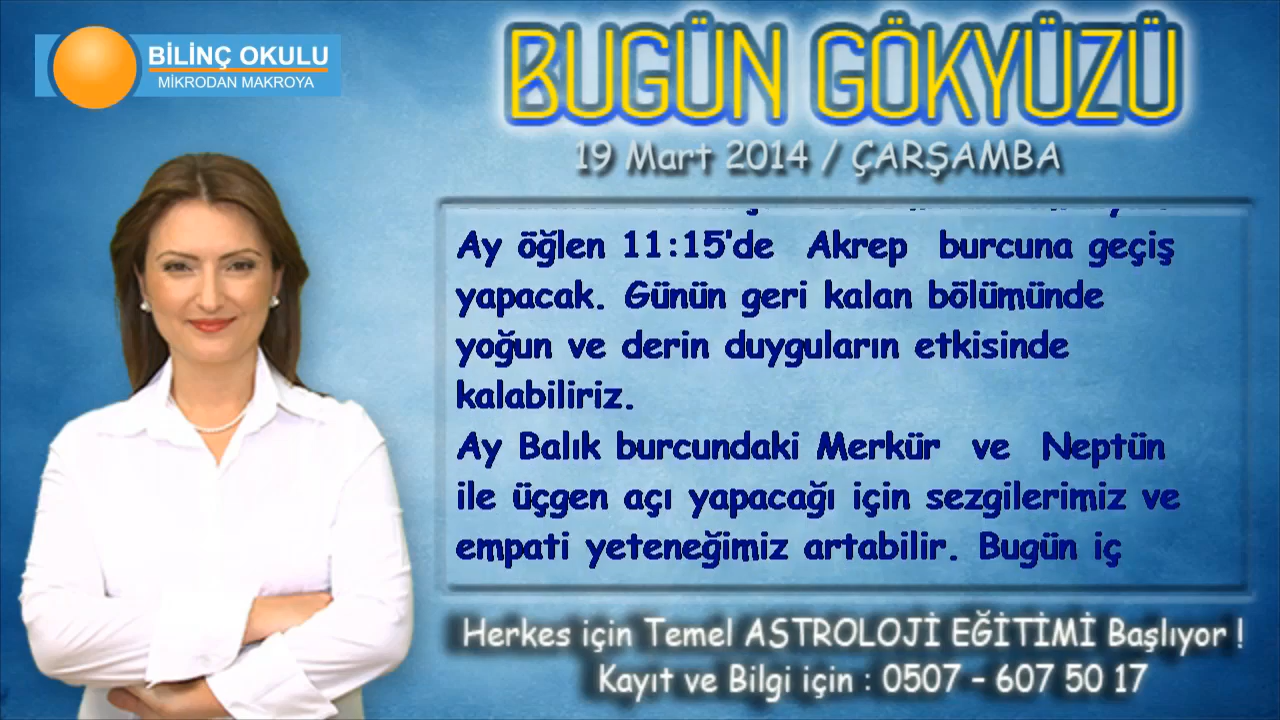 BİLİNÇ OKULU
MİKRODAN MAKROYA
BUGÜN GÖKYÜZÜ
19 Mart 2014 / ÇARŞAMBA
Ay öğlen 11:15'de Akrep burcuna geçiş
yapacak. Günün geri kalan bölümünde
yoğun ve derin duyguların etkisinde
kalabiliriz.
Ay Balık burcundaki Merkür ve Neptün
ile üçgen açı yapacağı için sezgilerimiz ve
empati yeteneğimiz artabilir. Bugün iç
Herkes için Temel ASTROLOJİ EĞİTİMİ Başlıyor !
Kayıt ve Bilgi için : 0507 – 607 50 17